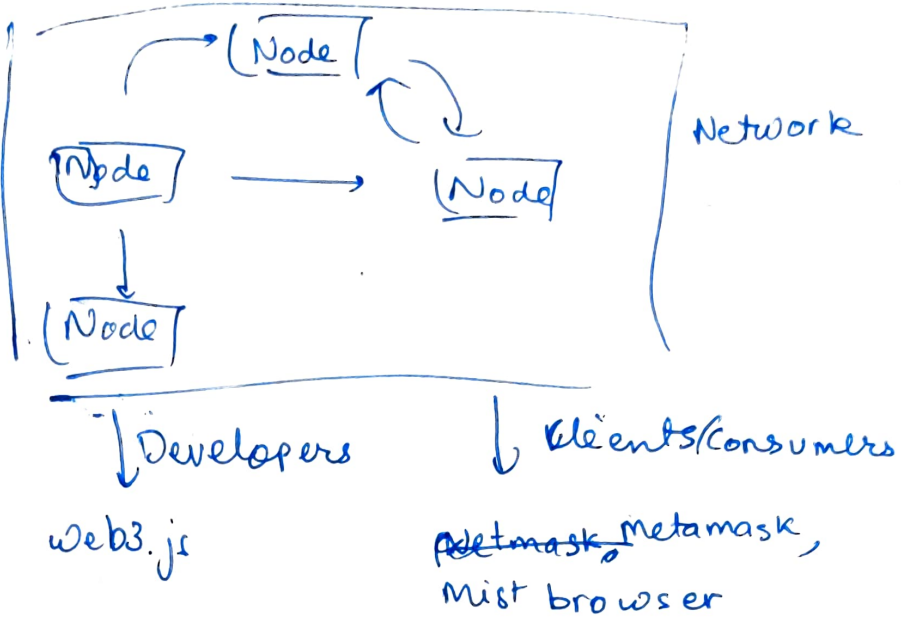 Node
Network
Node
Node
Node
Developers
Clients/Consumers
web3.js
Metamask,
Mist browser